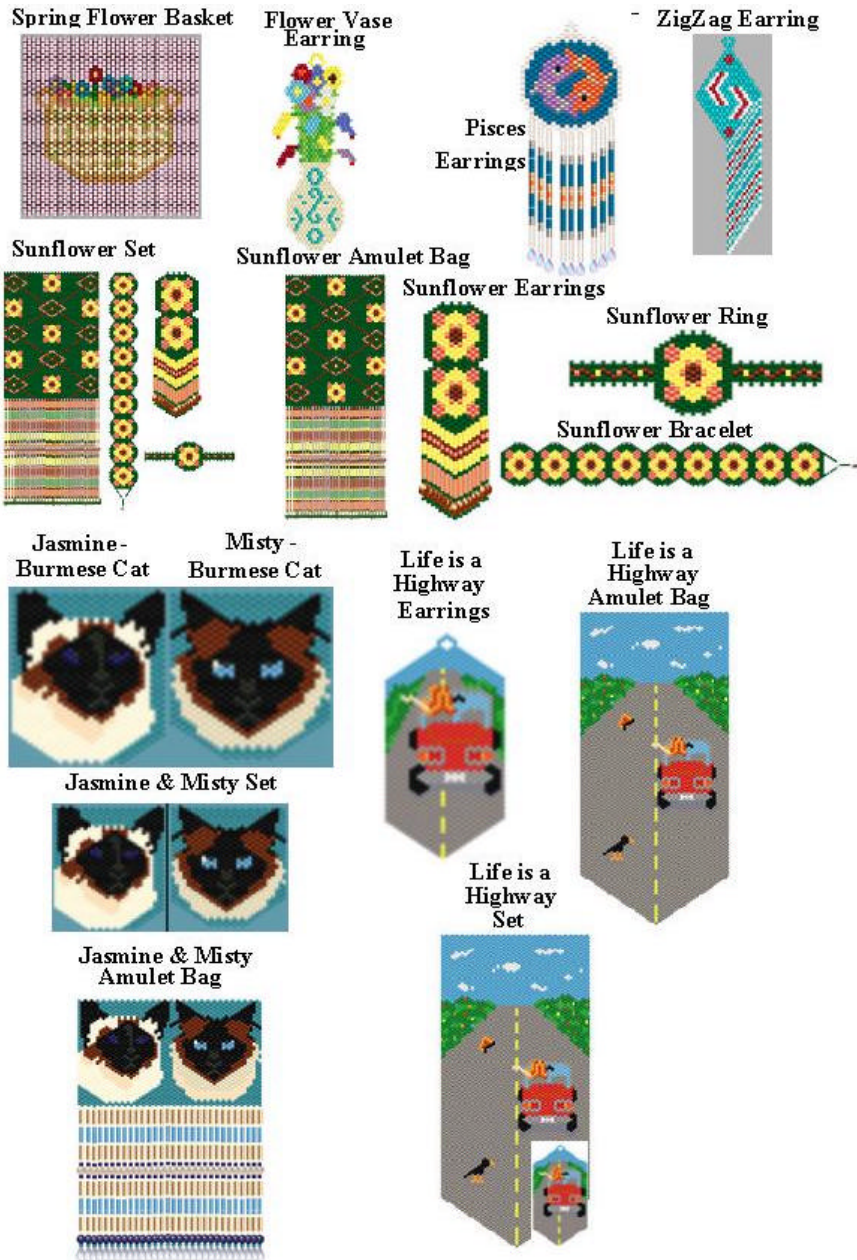 Spring Flower Basket
Flower Vase
Earring
Pisces
Earrings
ZigZag Earring
Sunflower Set
Sunflower Amulet Bag
Sunflower Earrings
Sunflower Ring
Sunflower Bracelet
Jasmine-
Burmese Cat
Misty -
Burmese Cat
Life is a
Highway
Earrings
Life is a
Highway
Amulet Bag
Jasmine & Misty Set
Life is a
Highway
Set
Jasmine & Misty
Amulet Bag